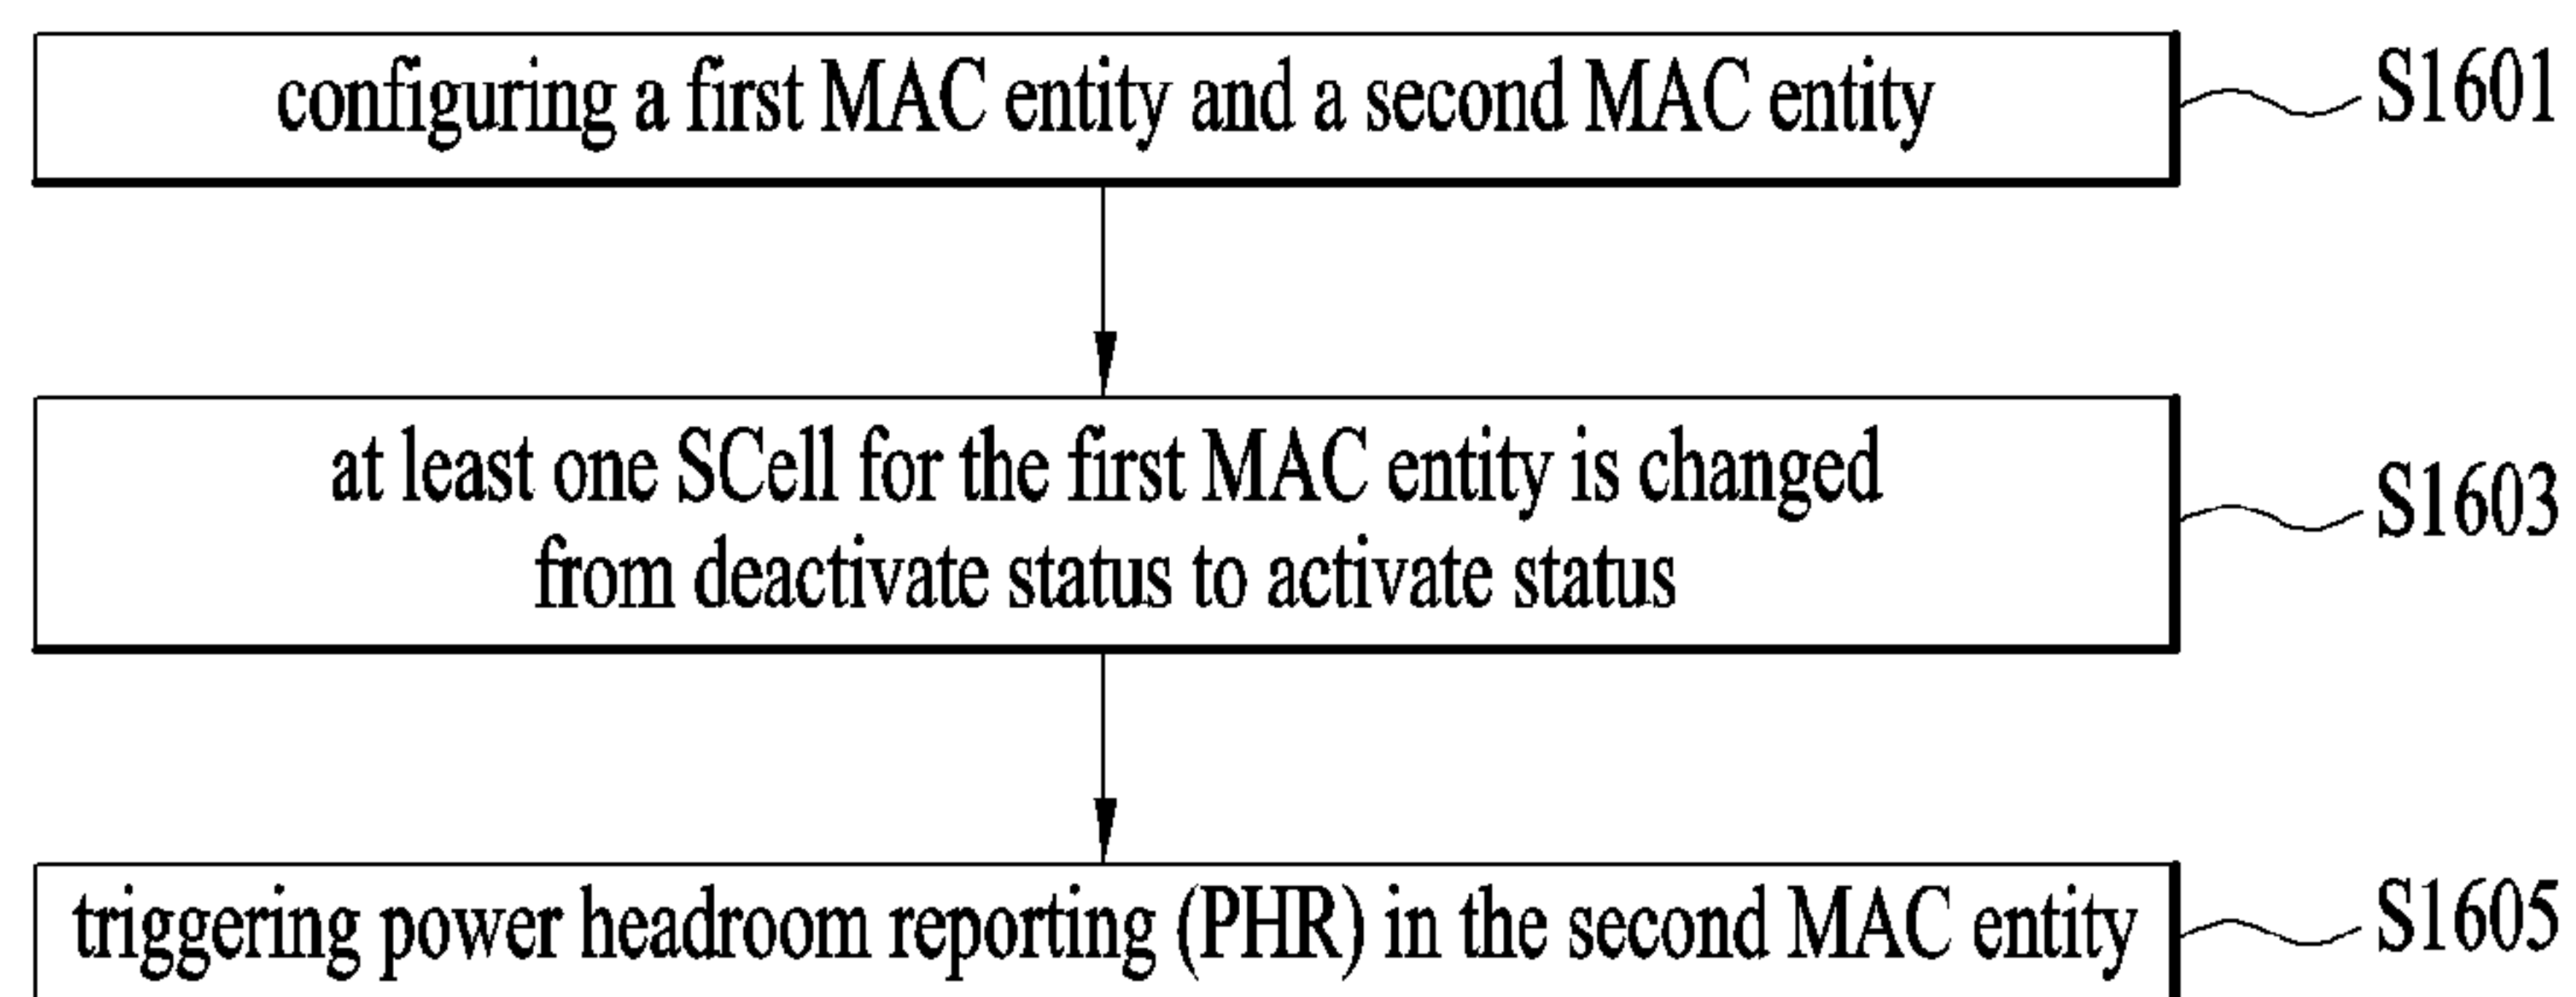 configuring a first MAC entity and a second MAC entity
S1601
at least one SCell for the first MAC entity is changed
from deactivate status to activate status
S1603
triggering power headroom reporting (PHR) in the second MAC entity
S1605